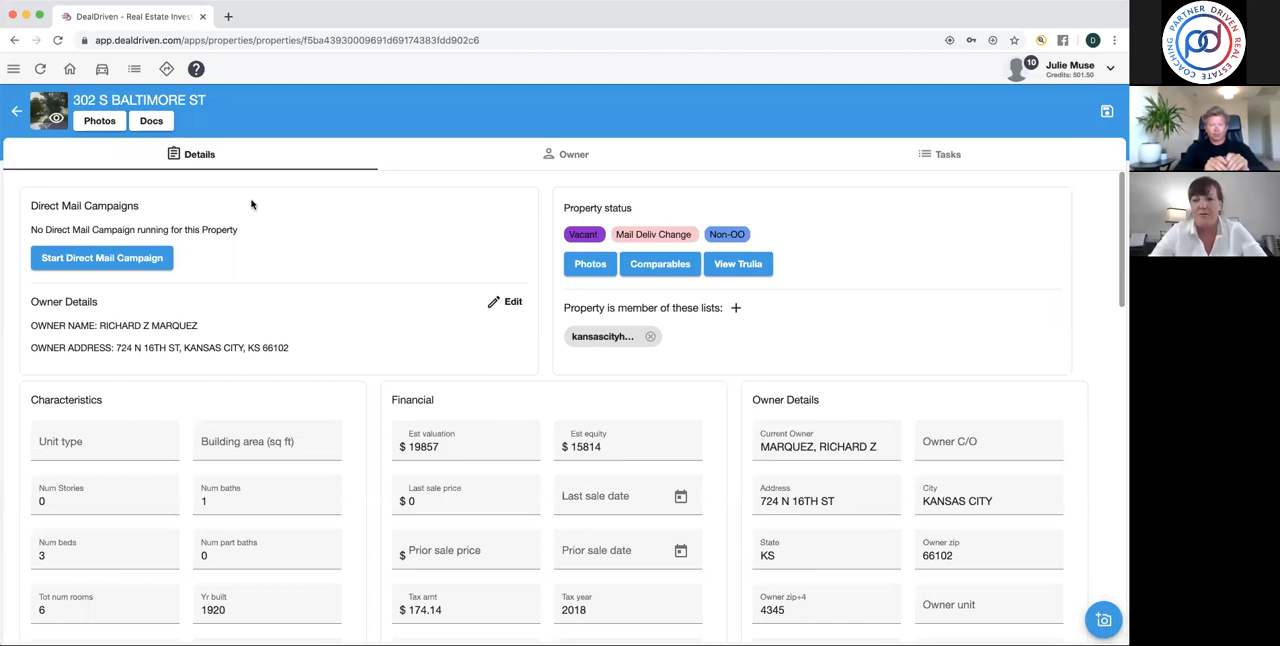 DealDriven - Real Estate Inves
app.dealdriven.com/apps/properties/properties/f5ba43930009691d69174383fdd902cf
D
10
Julie Muse
Credits: 501.50
302 S BALTIMORE ST
Photos
Docs
Details
Owner
Tasks
Direct Mail Campaigns
No Direct Mail Campaign running for this Property
Start Direct Mail Campaign
Owner Details
Edit
OWNER NAME: RICHARD Z MARQUEZ
OWNER ADDRESS: 724 N 16TH ST, KANSAS CITY, KS 66102
Property status
Vacant
Mail Deliv Change
Non-OO
Photos
Comparables
View Trulia
Property is member of these lists:
kansascityh...
Characteristics
Unit type
Building area (sq ft)
Num Stories
0
Num baths
1
Num beds
3
Num part baths
0
Tot num rooms
6
Yr built
1920
Financial
Est valuation
$ 19857
Est equity
$ 15814
Last sale price
$ 0
Last sale date
Prior sale price
$
Prior sale date
Tax amt
$ 174.14
Tax year
2018
Owner Details
Current Owner
MARQUEZ, RICHARD Z
Owner C/O
Address
724 N 16TH ST
City
KANSAS CITY
State
KS
Owner zip
66102
Owner zip+4
4345
Owner unit
PARTNER DRIVEN
REAL ESTATE COACHING
pd